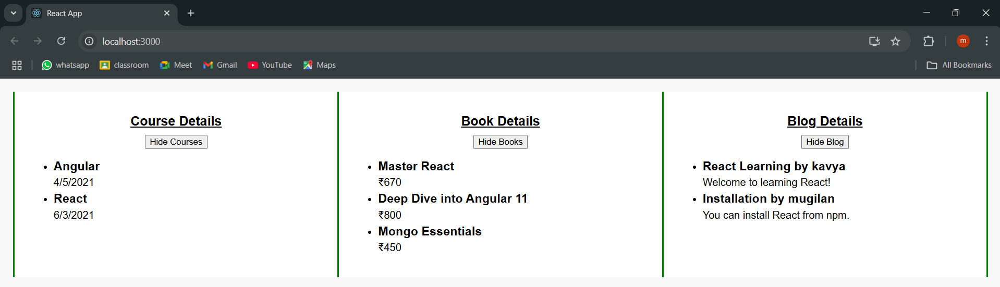 React App
localhost:3000
m
whatsapp
classroom
Meet
Gmail
YouTube
Maps
All Bookmarks
Course Details
Hide Courses
Angular
4/5/2021
React
6/3/2021
Book Details
Hide Books
Master React
₹670
Deep Dive into Angular 11
₹800
Mongo Essentials
₹450
Blog Details
Hide Blog
React Learning by kavya
Welcome to learning React!
Installation by mugilan
You can install React from npm.